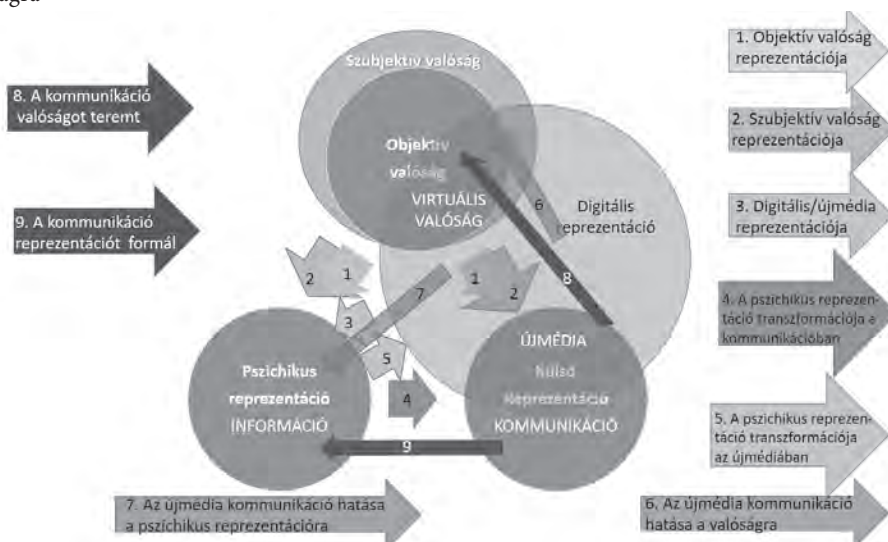 Szubjektív valóság
Objektív
valóság
VIRTUÁLIS
VALÓSÁG
Digitális
reprezentáció
6
8
2
1
7
1
2
3
5
4
9
Pszichikus
reprezentáció
INFORMÁCIÓ
ÚJMÉDIA
Külső
Reprezentáció
KOMMUNIKÁCIÓ
8. A kommunikáció
valóságot teremt
9. A kommunikáció
reprezentációt formál
1. Objektív valóság
reprezentációja
2. Szubjektív valóság
reprezentációja
3. Digitális/újmédia
reprezentációja
4. A pszichikus reprezen-
táció transzformációja a
kommunikációban
5. A pszichikus reprezen-
táció transzformációja
az újmédiában
7. Az újmédia kommunikáció hatása
a pszichikus reprezentációra
6. Az újmédia kommunikáció
hatása a valóságra